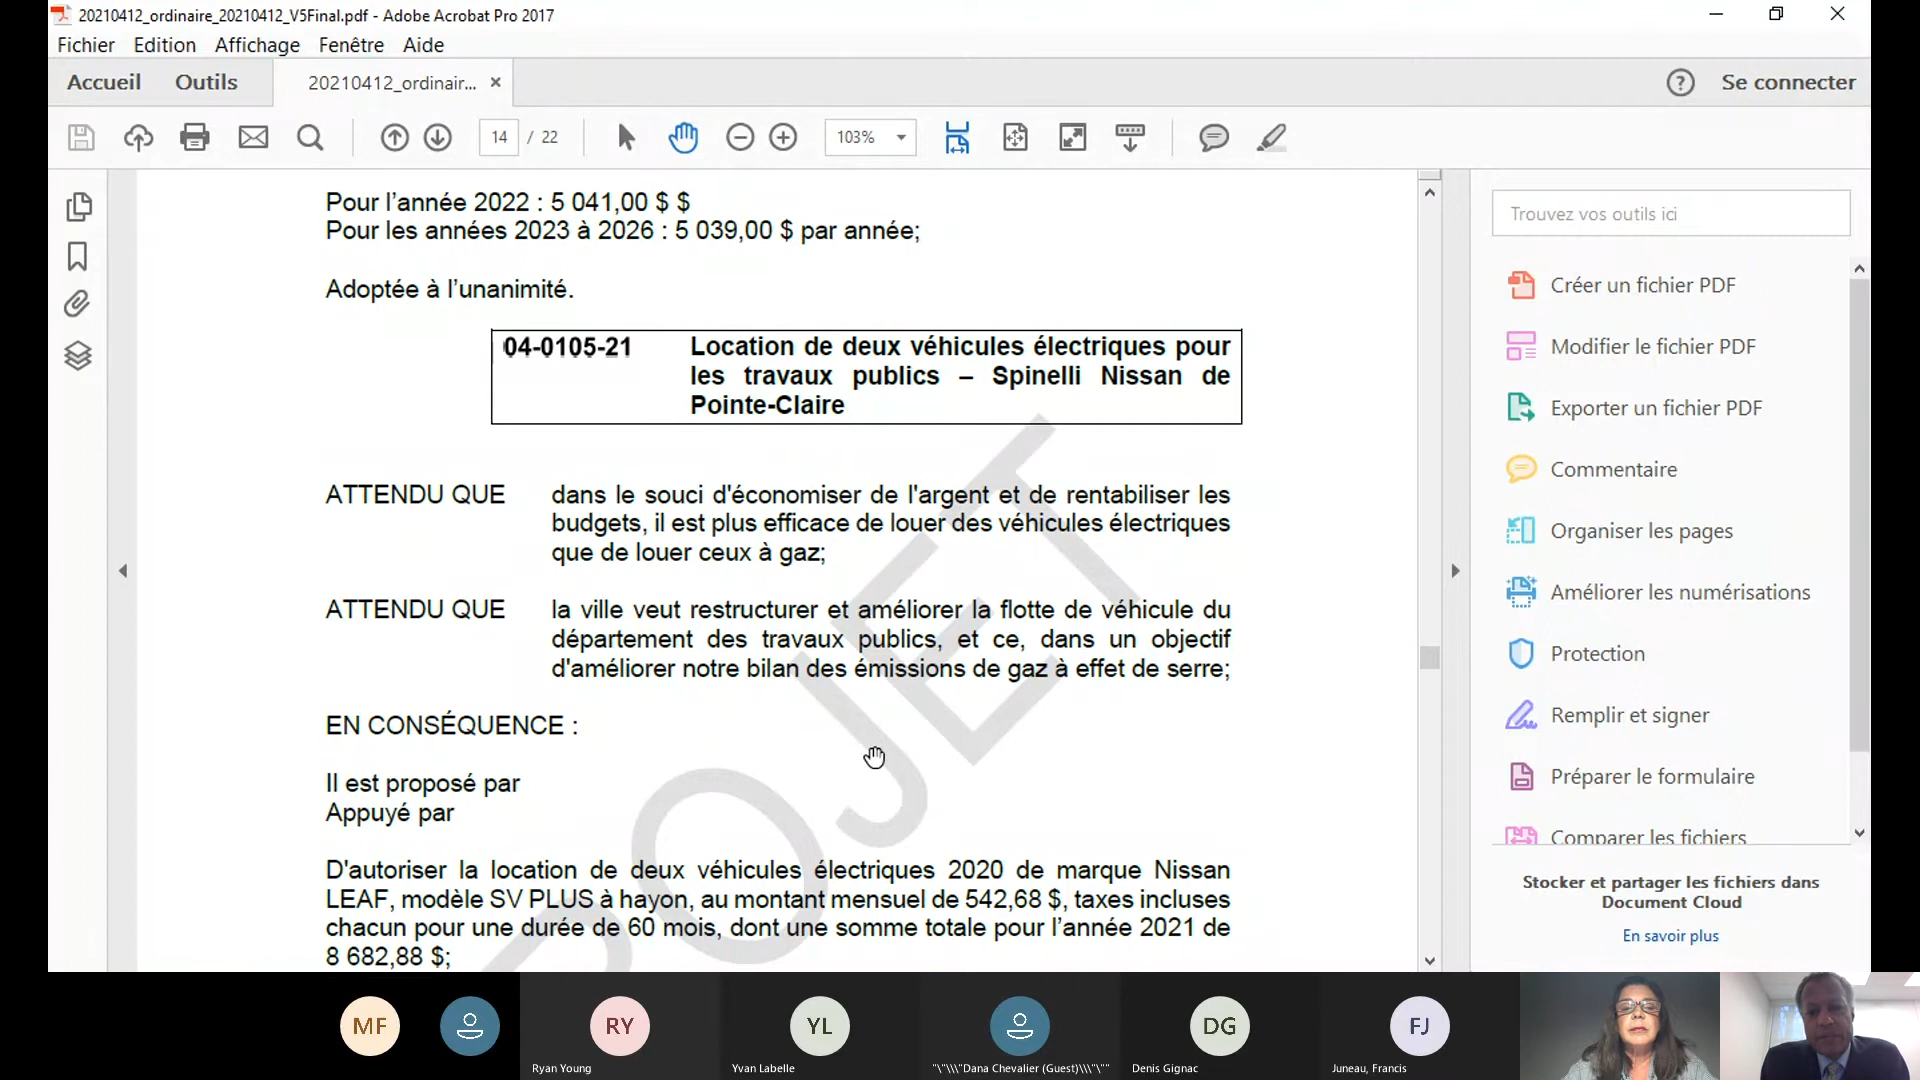 20210412_ordinaire_20210412_V5Final.pdf - Adobe Acrobat Pro 2017
Fichier Edition Affichage Fenêtre Aide
Accueil Outils 20210412_ordinair... × Se connecter
14 / 22 103%
Trouvez vos outils ici
Pour l'année 2022 : 5 041,00 $ $
Pour les années 2023 à 2026 : 5 039,00 $ par année;
Adoptée à l'unanimité.
04-0105-21 Location de deux véhicules électriques pour
les travaux publics – Spinelli Nissan de
Pointe-Claire
ATTENDU QUE dans le souci d'économiser de l'argent et de rentabiliser les
budgets, il est plus efficace de louer des véhicules électriques
que de louer ceux à gaz;
ATTENDU QUE la ville veut restructurer et améliorer la flotte de véhicule du
département des travaux publics, et ce, dans un objectif
d'améliorer notre bilan des émissions de gaz à effet de serre;
EN CONSÉQUENCE :
Il est proposé par
Appuyé par
D'autoriser la location de deux véhicules électriques 2020 de marque Nissan
LEAF, modèle SV PLUS à hayon, au montant mensuel de 542,68 $, taxes incluses
chacun pour une durée de 60 mois, dont une somme totale pour l'année 2021 de
8 682,88 $;
POJET
Créer un fichier PDF
Modifier le fichier PDF
Exporter un fichier PDF
Commentaire
Organiser les pages
Améliorer les numérisations
Protection
Remplir et signer
Préparer le formulaire
Comparer les fichiers
Stocker et partager les fichiers dans
Document Cloud
En savoir plus
MF RY YL DG FJ
Ryan Young
Yvan Labelle
"\"\\\"Dana Chevalier (Guest)\\\"\""
Denis Gignac
Juneau, Francis